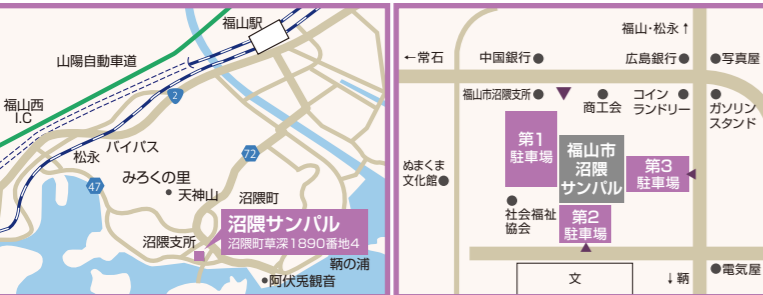 福山駅
山陽自動車道
福山西
I.C
2
バイパス
松永
72
47
みろくの里
天神山
沼隈町
沼隈サンパル
沼隈町草深1890番地4
沼隈支所
鞆の浦
阿伏兎観音
福山・松永↑
←常石
中国銀行
広島銀行
写真屋
福山市沼隈支所
商工会
コイン
ランドリー
ガソリン
スタンド
第1
駐車場
福山市
沼隈
サンパル
第3
駐車場
ぬまくま
文化館
社会福祉
協会
第2
駐車場
文
↓鞆
電気屋